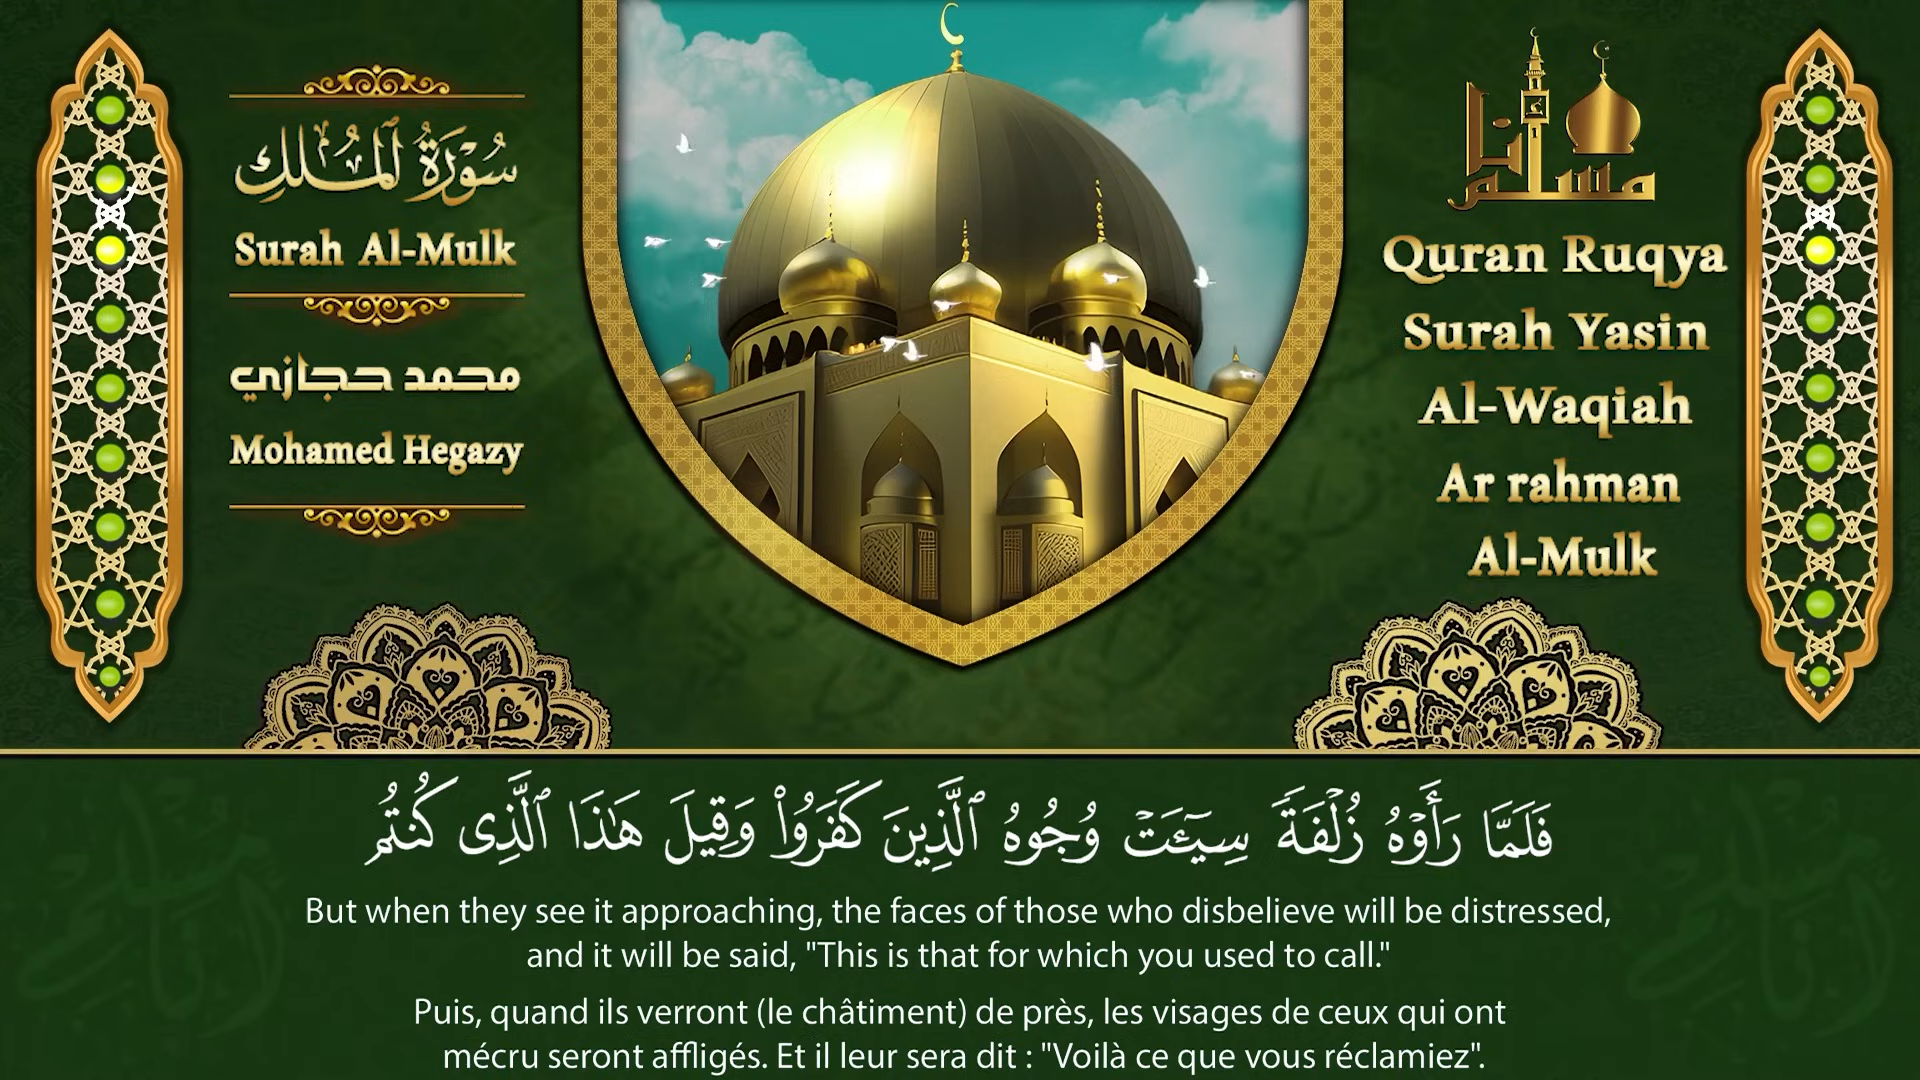 سُورَةُ ٱلْمُلْكِ
Surah Al-Mulk
محمد حجازي
Mohamed Hegazy
أنا
مسلم
Quran Ruqya
Surah Yasin
Al-Waqiah
Ar rahman
Al-Mulk
فَلَمَّا رَأَوْهُ زُلْفَةً سِيٓـَٔتْ وُجُوهُ ٱلَّذِينَ كَفَرُوا۟ وَقِيلَ هَٰذَا ٱلَّذِى كُنتُم
But when they see it approaching, the faces of those who disbelieve will be distressed,
and it will be said, "This is that for which you used to call."
Puis, quand ils verront (le châtiment) de près, les visages de ceux qui ont
mécru seront affligés. Et il leur sera dit : "Voilà ce que vous réclamiez".